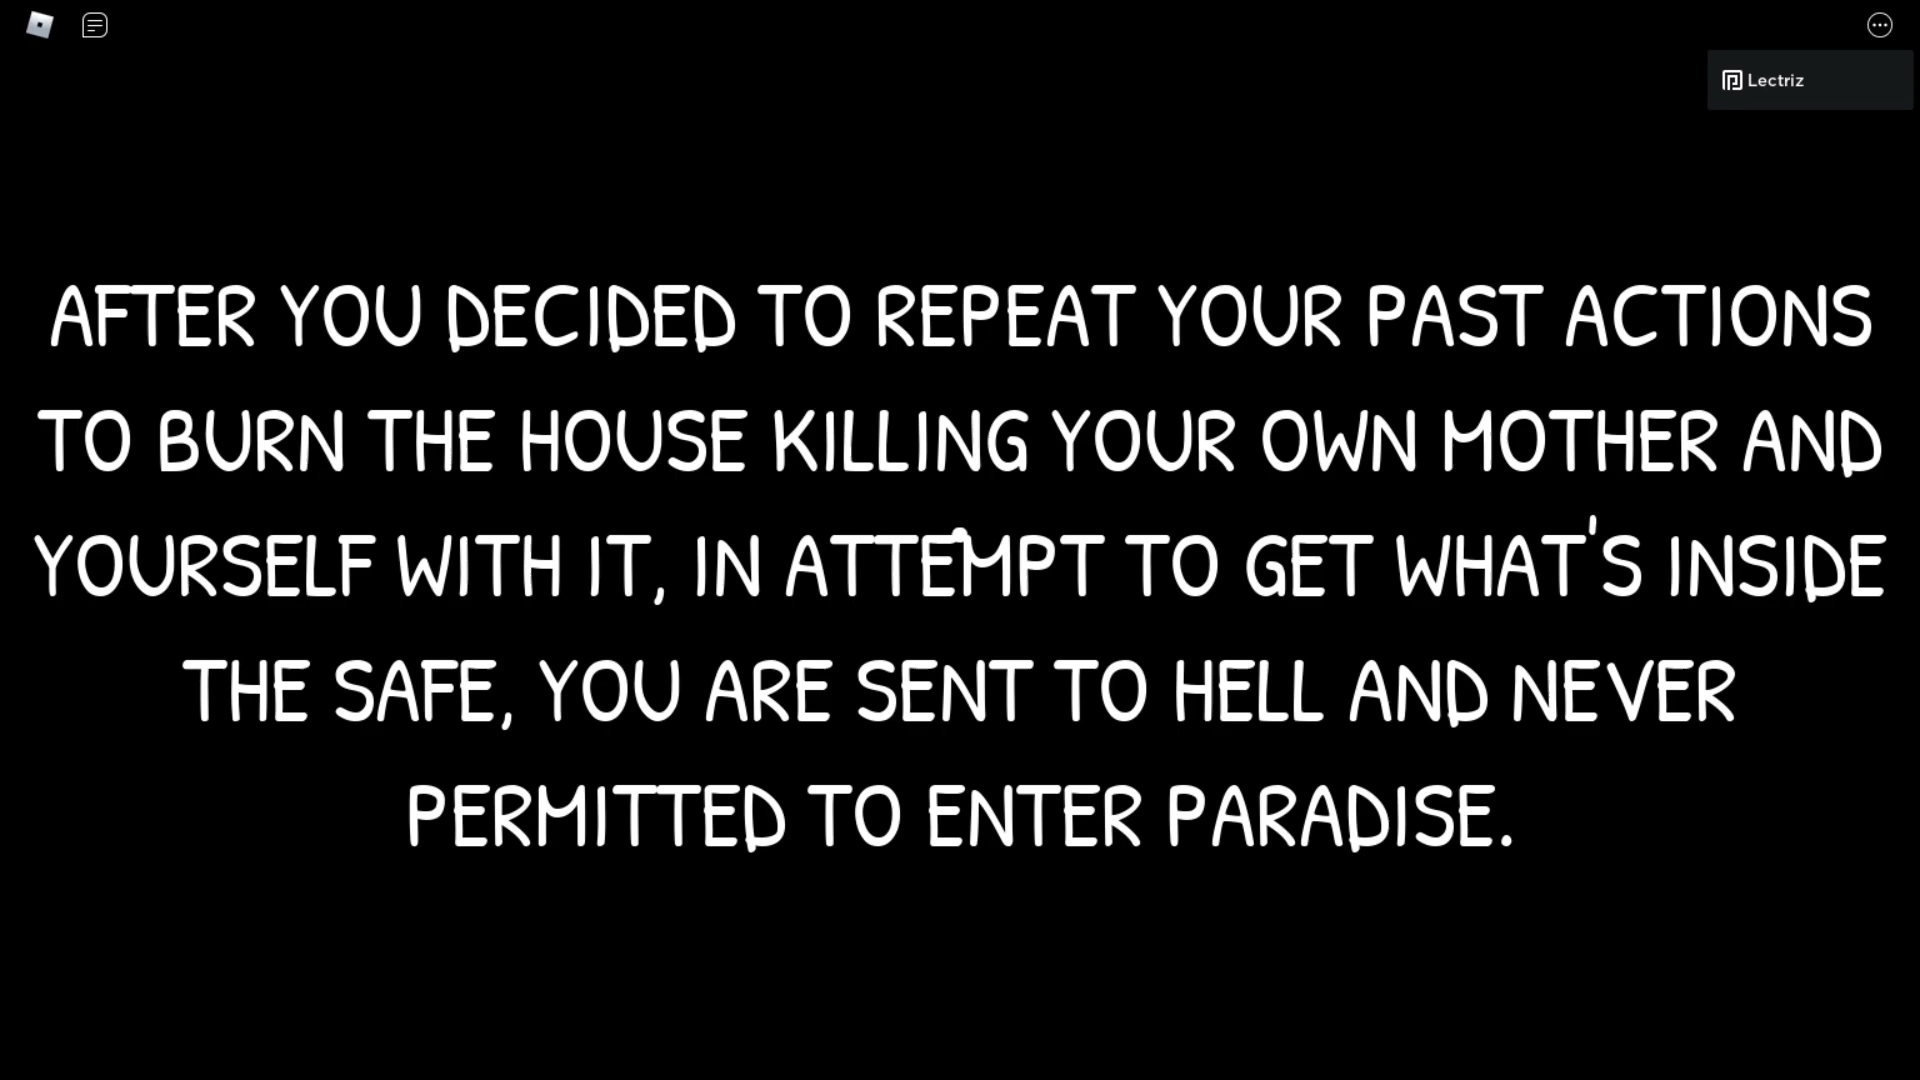 Lectriz
AFTER YOU DECIDED TO REPEAT YOUR PAST ACTIONS
TO BURN THE HOUSE KILLING YOUR OWN MOTHER AND
YOURSELF WITH IT, IN ATTEMPT TO GET WHAT'S INSIDE
THE SAFE, YOU ARE SENT TO HELL AND NEVER
PERMITTED TO ENTER PARADISE.